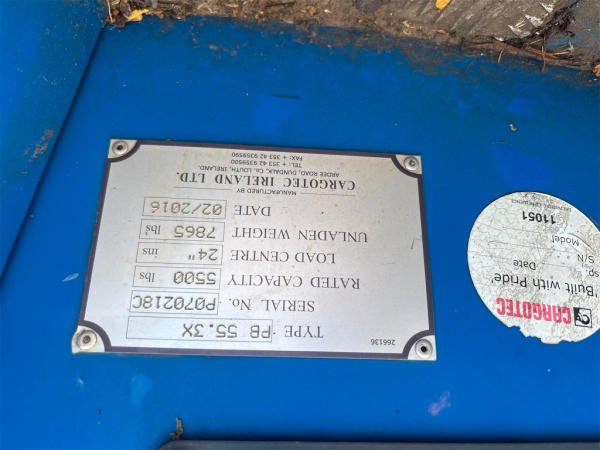 266136
TYPE PB 55.3X
SERIAL No. P070218C
RATED CAPACITY 5500 lbs
LOAD CENTRE 24" ins
UNLADEN WEIGHT 7865 lbs
DATE 02/2016
MANUFACTURED BY
CARGOTEC IRELAND LTD.
ARDEE ROAD, DUNDALK, CO. LOUTH, IRELAND.
TEL: + 353 42 9359500
FAX: + 353 42 9359590
CARGOTEC
'Built with Pride'
Date
S/N
Model
11051